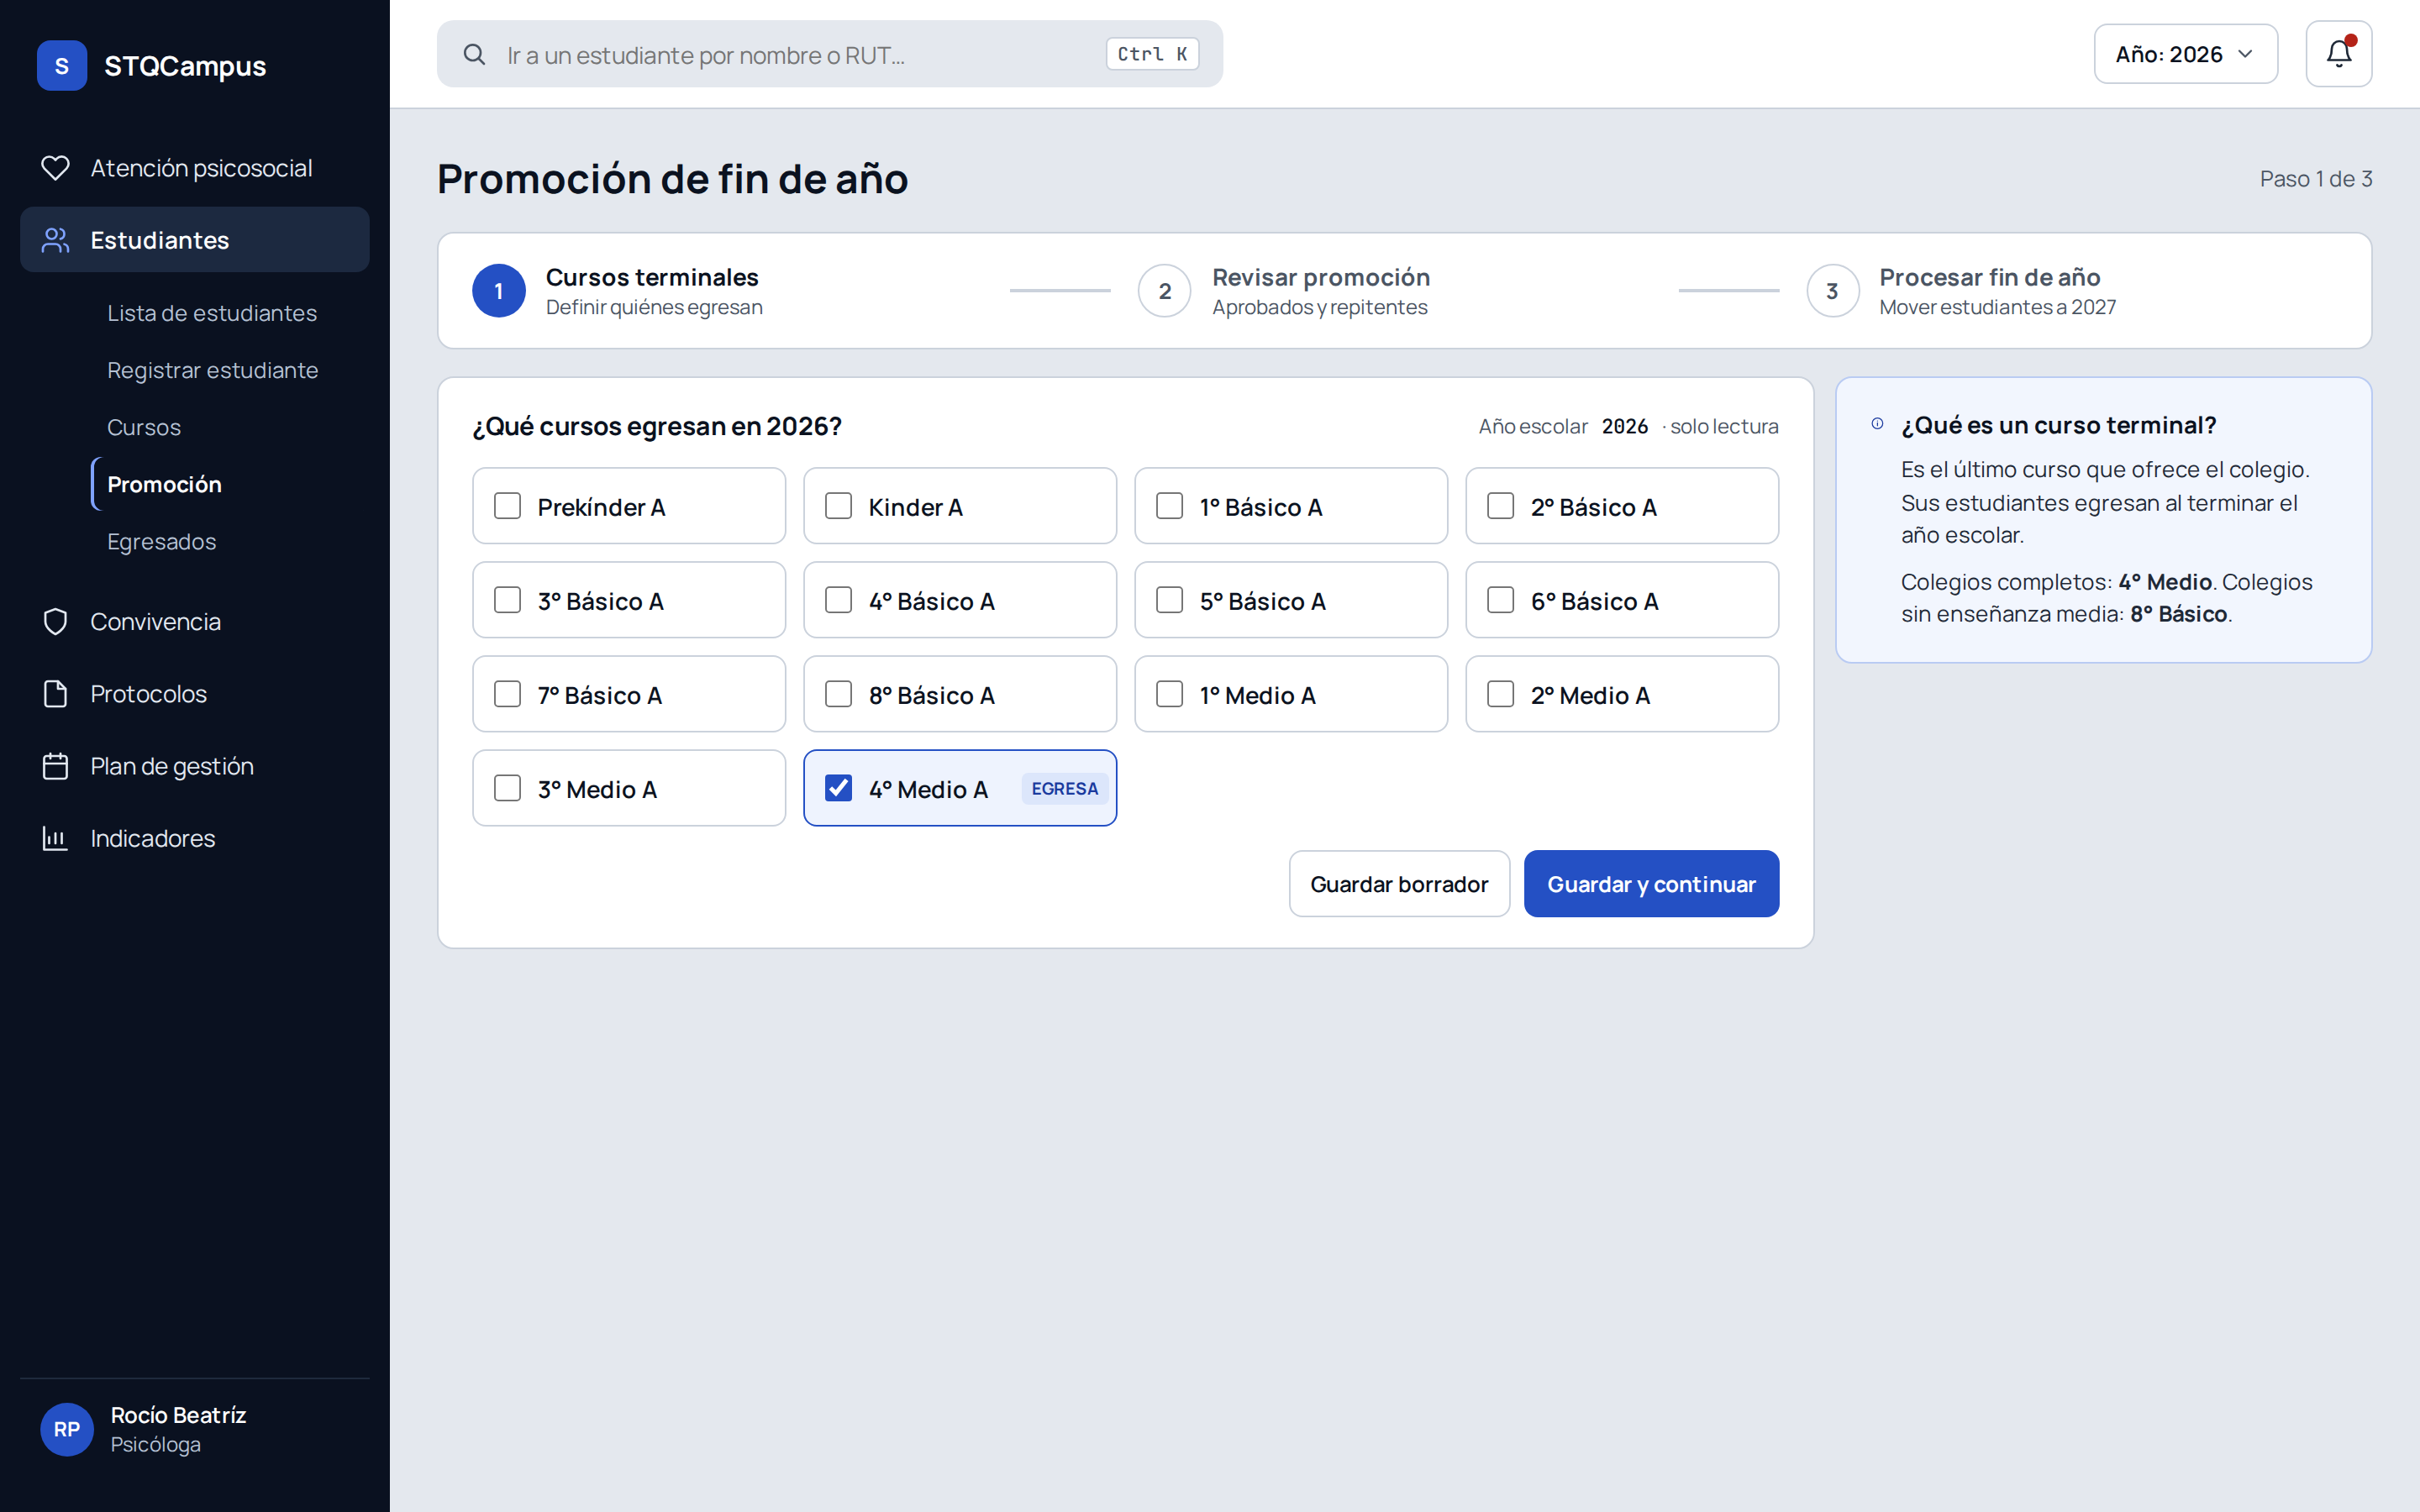 S STQCampus
Atención psicosocial
Estudiantes
Lista de estudiantes
Registrar estudiante
Cursos
Promoción
Egresados
Convivencia
Protocolos
Plan de gestión
Indicadores
RP
Rocío Beatríz
Psicóloga
Ir a un estudiante por nombre o RUT... Ctrl K
Año: 2026
Promoción de fin de año
Paso 1 de 3
1 Cursos terminales
Definir quiénes egresan
2 Revisar promoción
Aprobados y repitentes
3 Procesar fin de año
Mover estudiantes a 2027
¿Qué cursos egresan en 2026?
Año escolar 2026 · solo lectura
Prekínder A
Kinder A
1° Básico A
2° Básico A
3° Básico A
4° Básico A
5° Básico A
6° Básico A
7° Básico A
8° Básico A
1° Medio A
2° Medio A
3° Medio A
4° Medio A EGRESA
Guardar borrador
Guardar y continuar
¿Qué es un curso terminal?
Es el último curso que ofrece el colegio.
Sus estudiantes egresan al terminar el
año escolar.
Colegios completos: 4° Medio. Colegios
sin enseñanza media: 8° Básico.